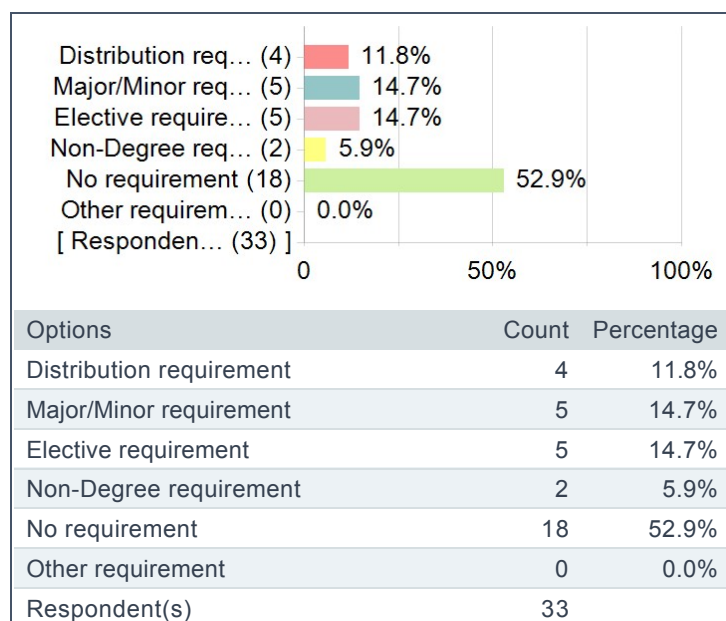 Distribution req... (4) 11.8%
Major/Minor req... (5) 14.7%
Elective require... (5) 14.7%
Non-Degree req... (2) 5.9%
No requirement (18) 52.9%
Other requirem... (0) 0.0%
[ Responden... (33) ]
0 50% 100%
Options Count Percentage
Distribution requirement 4 11.8%
Major/Minor requirement 5 14.7%
Elective requirement 5 14.7%
Non-Degree requirement 2 5.9%
No requirement 18 52.9%
Other requirement 0 0.0%
Respondent(s) 33